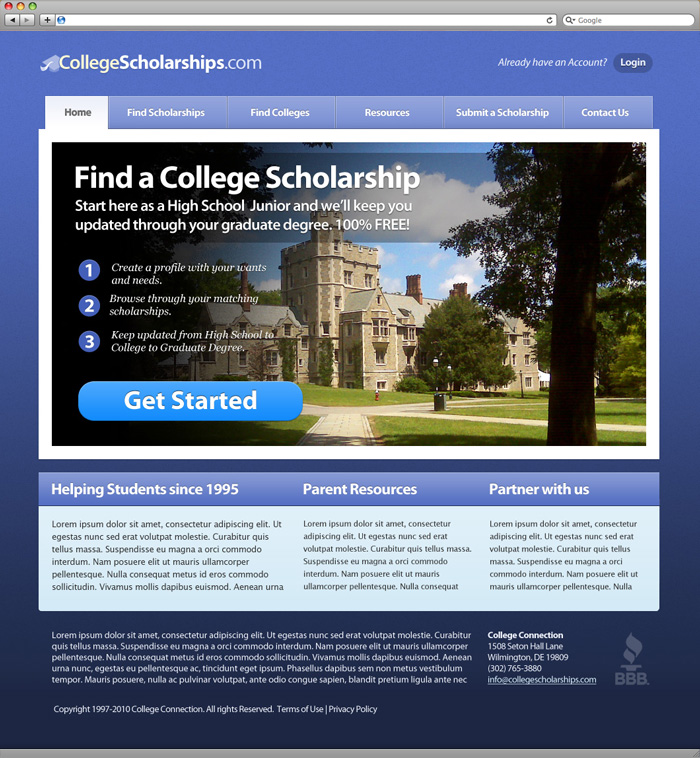 Google
CollegeScholarships.com
Already have an Account? Login
Home Find Scholarships Find Colleges Resources Submit a Scholarship Contact Us
Find a College Scholarship
Start here as a High School Junior and we'll keep you
updated through your graduate degree. 100% FREE!
1 Create a profile with your wants
and needs.
2 Browse through your matching
scholarships.
3 Keep updated from High School to
College to Graduate Degree.
Get Started
Helping Students since 1995
Lorem ipsum dolor sit amet, consectetur adipiscing elit. Ut
egestas nunc sed erat volutpat molestie. Curabitur quis
tellus massa. Suspendisse eu magna a orci commodo
interdum. Nam posuere elit ut mauris ullamcorper
pellentesque. Nulla consequat metus id eros commodo
sollicitudin. Vivamus mollis dapibus euismod. Aenean urna
Parent Resources
Lorem ipsum dolor sit amet, consectetur
adipiscing elit. Ut egestas nunc sed erat
volutpat molestie. Curabitur quis tellus massa.
Suspendisse eu magna a orci commodo
interdum. Nam posuere elit ut mauris
ullamcorper pellentesque. Nulla consequat
Partner with us
Lorem ipsum dolor sit amet, consectetur
adipiscing elit. Ut egestas nunc sed erat
volutpat molestie. Curabitur quis tellus
massa. Suspendisse eu magna a orci
commodo interdum. Nam posuere elit ut
mauris ullamcorper pellentesque. Nulla
Lorem ipsum dolor sit amet, consectetur adipiscing elit. Ut egestas nunc sed erat volutpat molestie. Curabitur
quis tellus massa. Suspendisse eu magna a orci commodo interdum. Nam posuere elit ut mauris ullamcorper
pellentesque. Nulla consequat metus id eros commodo sollicitudin. Vivamus mollis dapibus euismod. Aenean
urna nunc, egestas eu pellentesque ac, tincidunt eget ipsum. Phasellus dapibus sem non metus vestibulum
tempor. Mauris posuere, nulla ac pulvinar volutpat, ante odio congue sapien, blandit pretium ligula ante nec
College Connection
1508 Seton Hall Lane
Wilmington, DE 19809
(302) 765-3880
info@collegescholarships.com
BBB.
Copyright 1997-2010 College Connection. All rights Reserved. Terms of Use | Privacy Policy